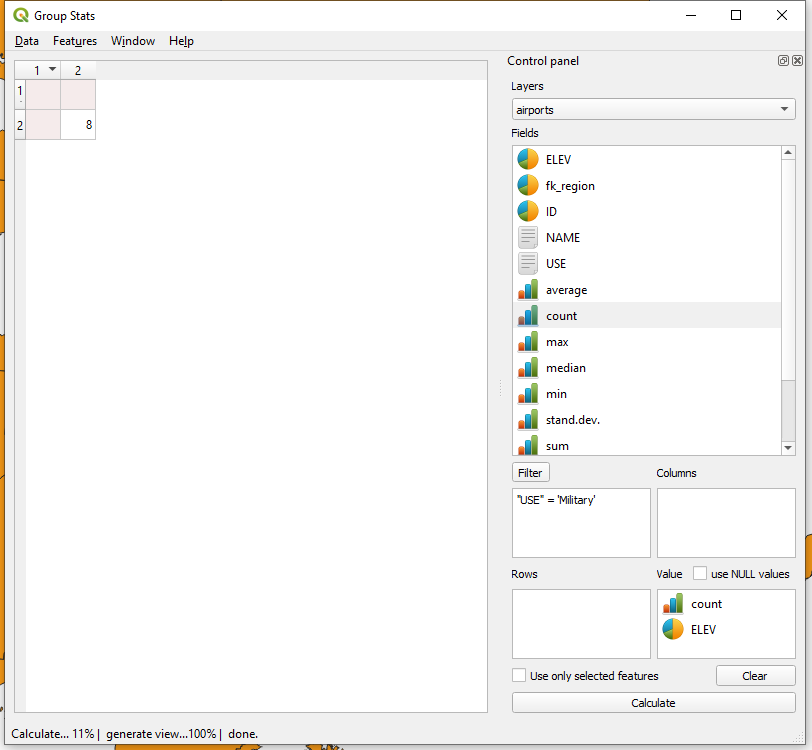 Group Stats
Data Features Window Help
1 2
1
2 8
Control panel
Layers
airports
Fields
ELEV
fk_region
ID
NAME
USE
average
count
max
median
min
stand.dev.
sum
Filter Columns
"USE" = 'Military'
Rows Value use NULL values
count
ELEV
Use only selected features Clear
Calculate
Calculate... 11% | generate view...100% | done.